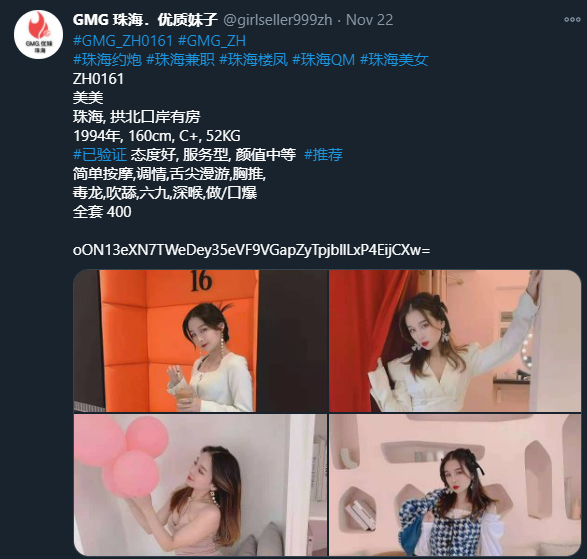 GMG 珠海．优质妹子 @girlseller999zh · Nov 22
GMG 优妹
珠海
#GMG_ZH0161 #GMG_ZH
#珠海约炮 #珠海兼职 #珠海楼凤 #珠海QM #珠海美女
ZH0161
美美
珠海, 拱北口岸有房
1994年, 160cm, C+, 52KG
#已验证 态度好, 服务型, 颜值中等 #推荐
简单按摩,调情,舌尖漫游,胸推,
毒龙,吹舔,六九,深喉,做/口爆
全套 400
oON13eXN7TWeDey35eVF9VGapZyTpjbllLxP4EijCXw=
16